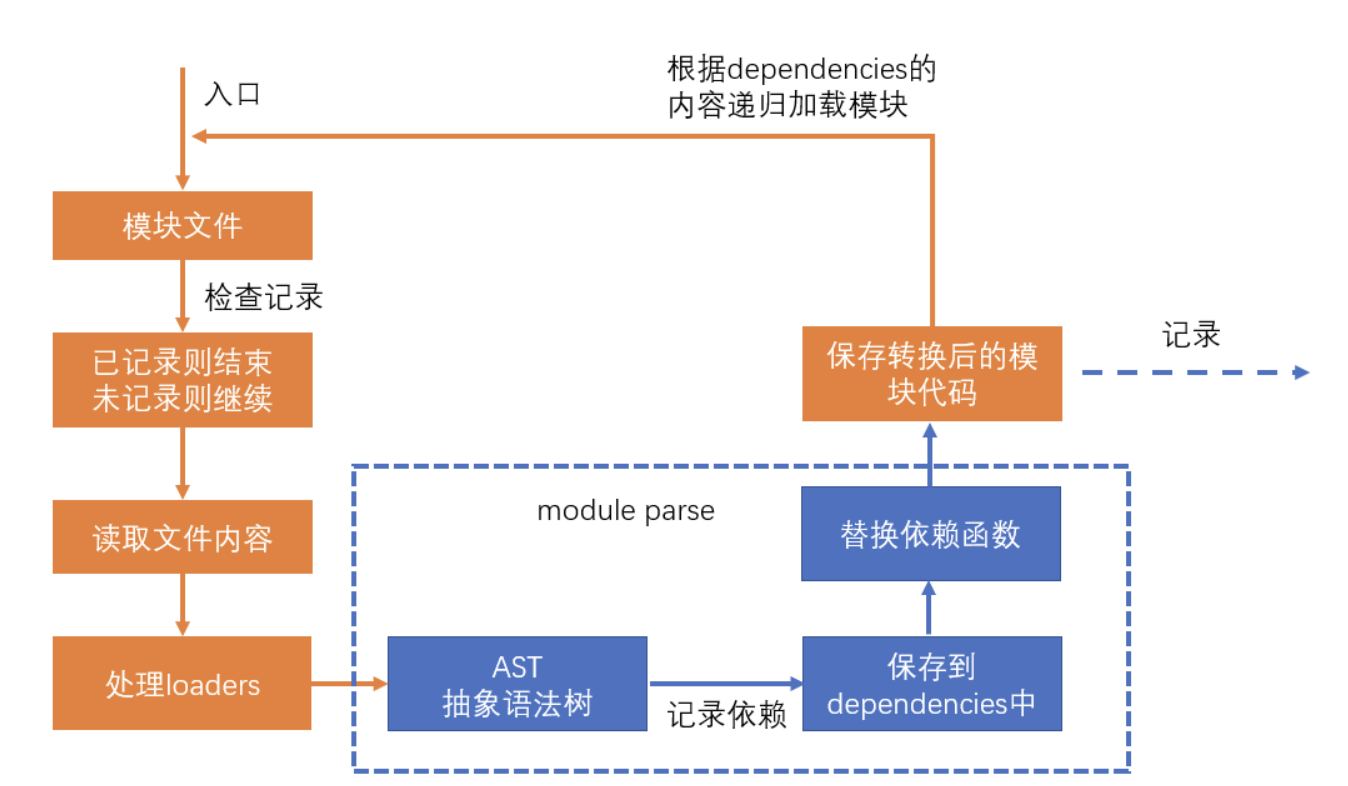 入口
根据dependencies的
内容递归加载模块
模块文件
检查记录
已记录则结束
未记录则继续
保存转换后的模
块代码
记录
读取文件内容
module parse
替换依赖函数
处理loaders
AST
抽象语法树
记录依赖
保存到
dependencies中